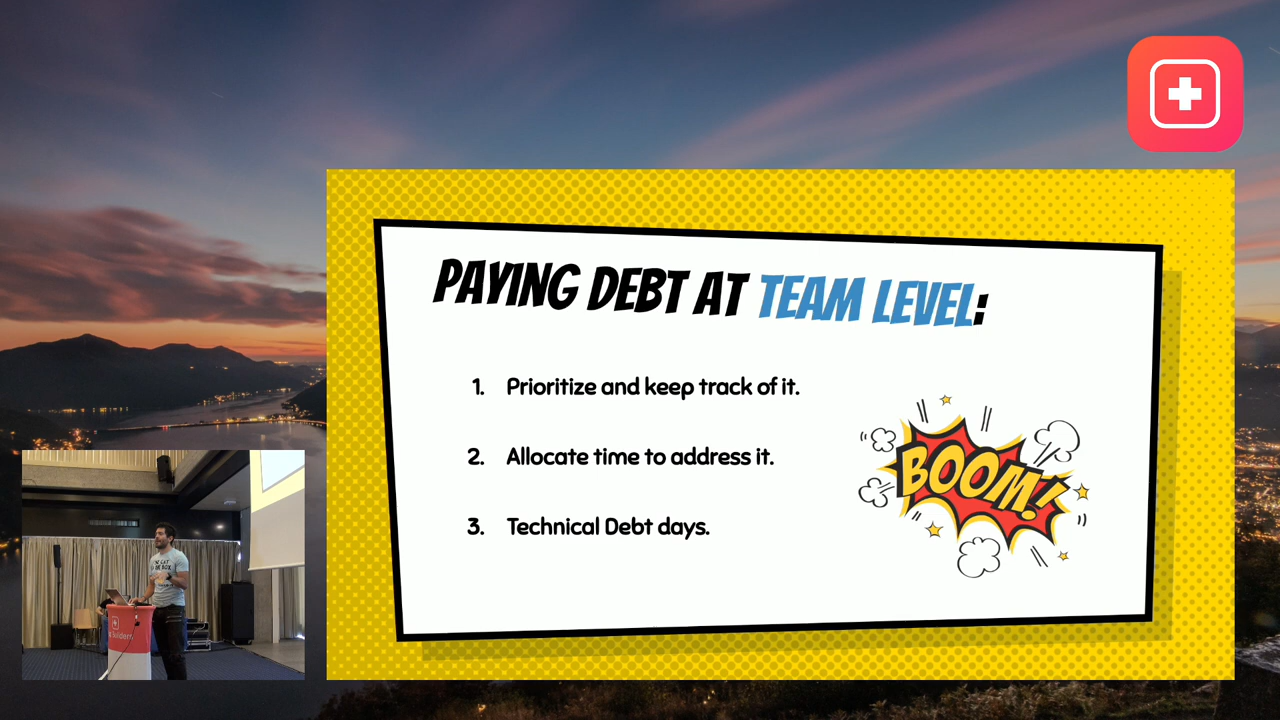 PAYING DEBT AT TEAM LEVEL:
1. Prioritize and keep track of it.
2. Allocate time to address it.
3. Technical Debt days.
BOOM!